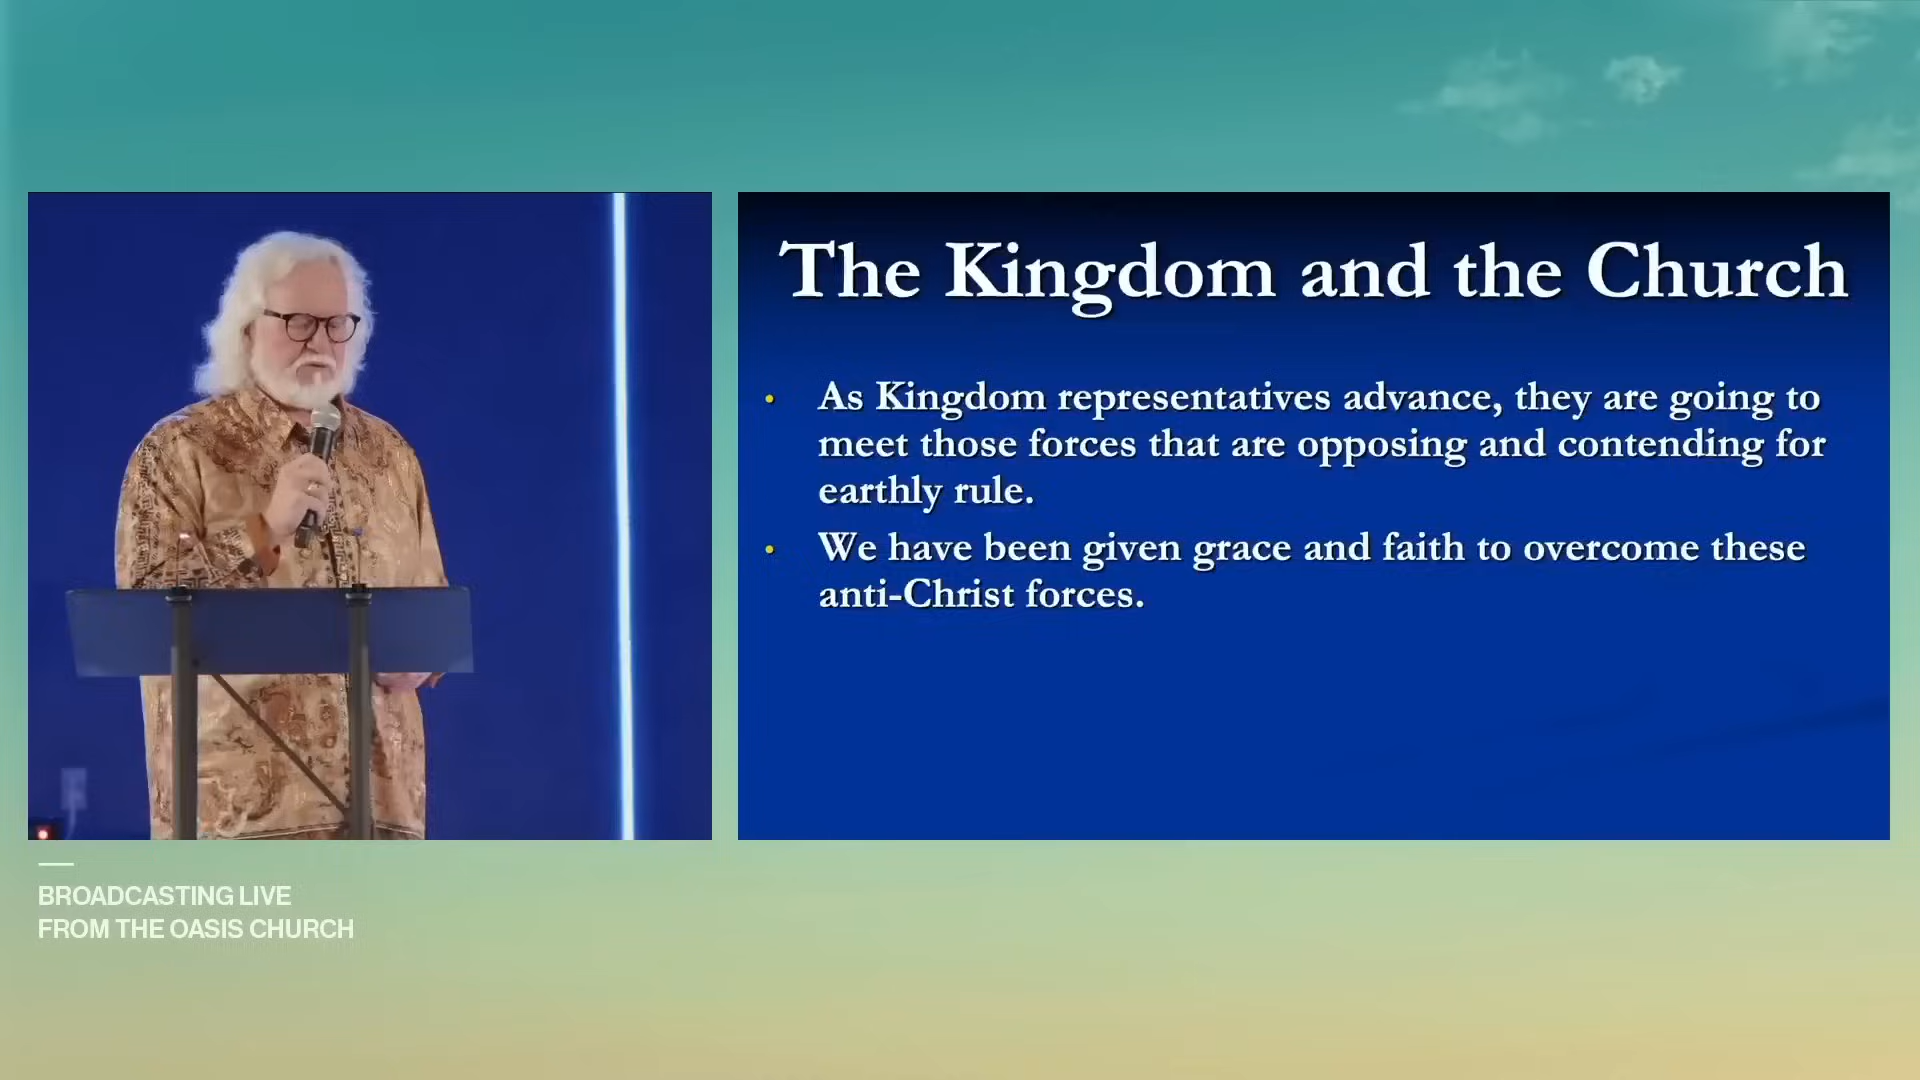 The Kingdom and the Church
• As Kingdom representatives advance, they are going to
meet those forces that are opposing and contending for
earthly rule.
• We have been given grace and faith to overcome these
anti-Christ forces.
BROADCASTING LIVE
FROM THE OASIS CHURCH